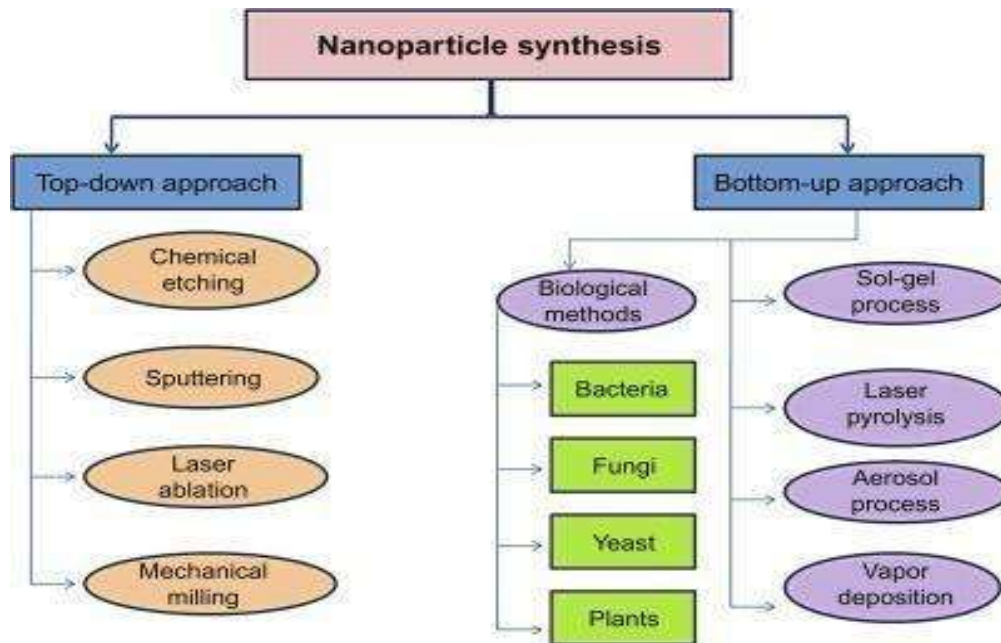 Nanoparticle synthesis
Top-down approach
Chemical
etching
Sputtering
Laser
ablation
Mechanical
milling
Bottom-up approach
Biological
methods
Bacteria
Fungi
Yeast
Plants
Sol-gel
process
Laser
pyrolysis
Aerosol
process
Vapor
deposition